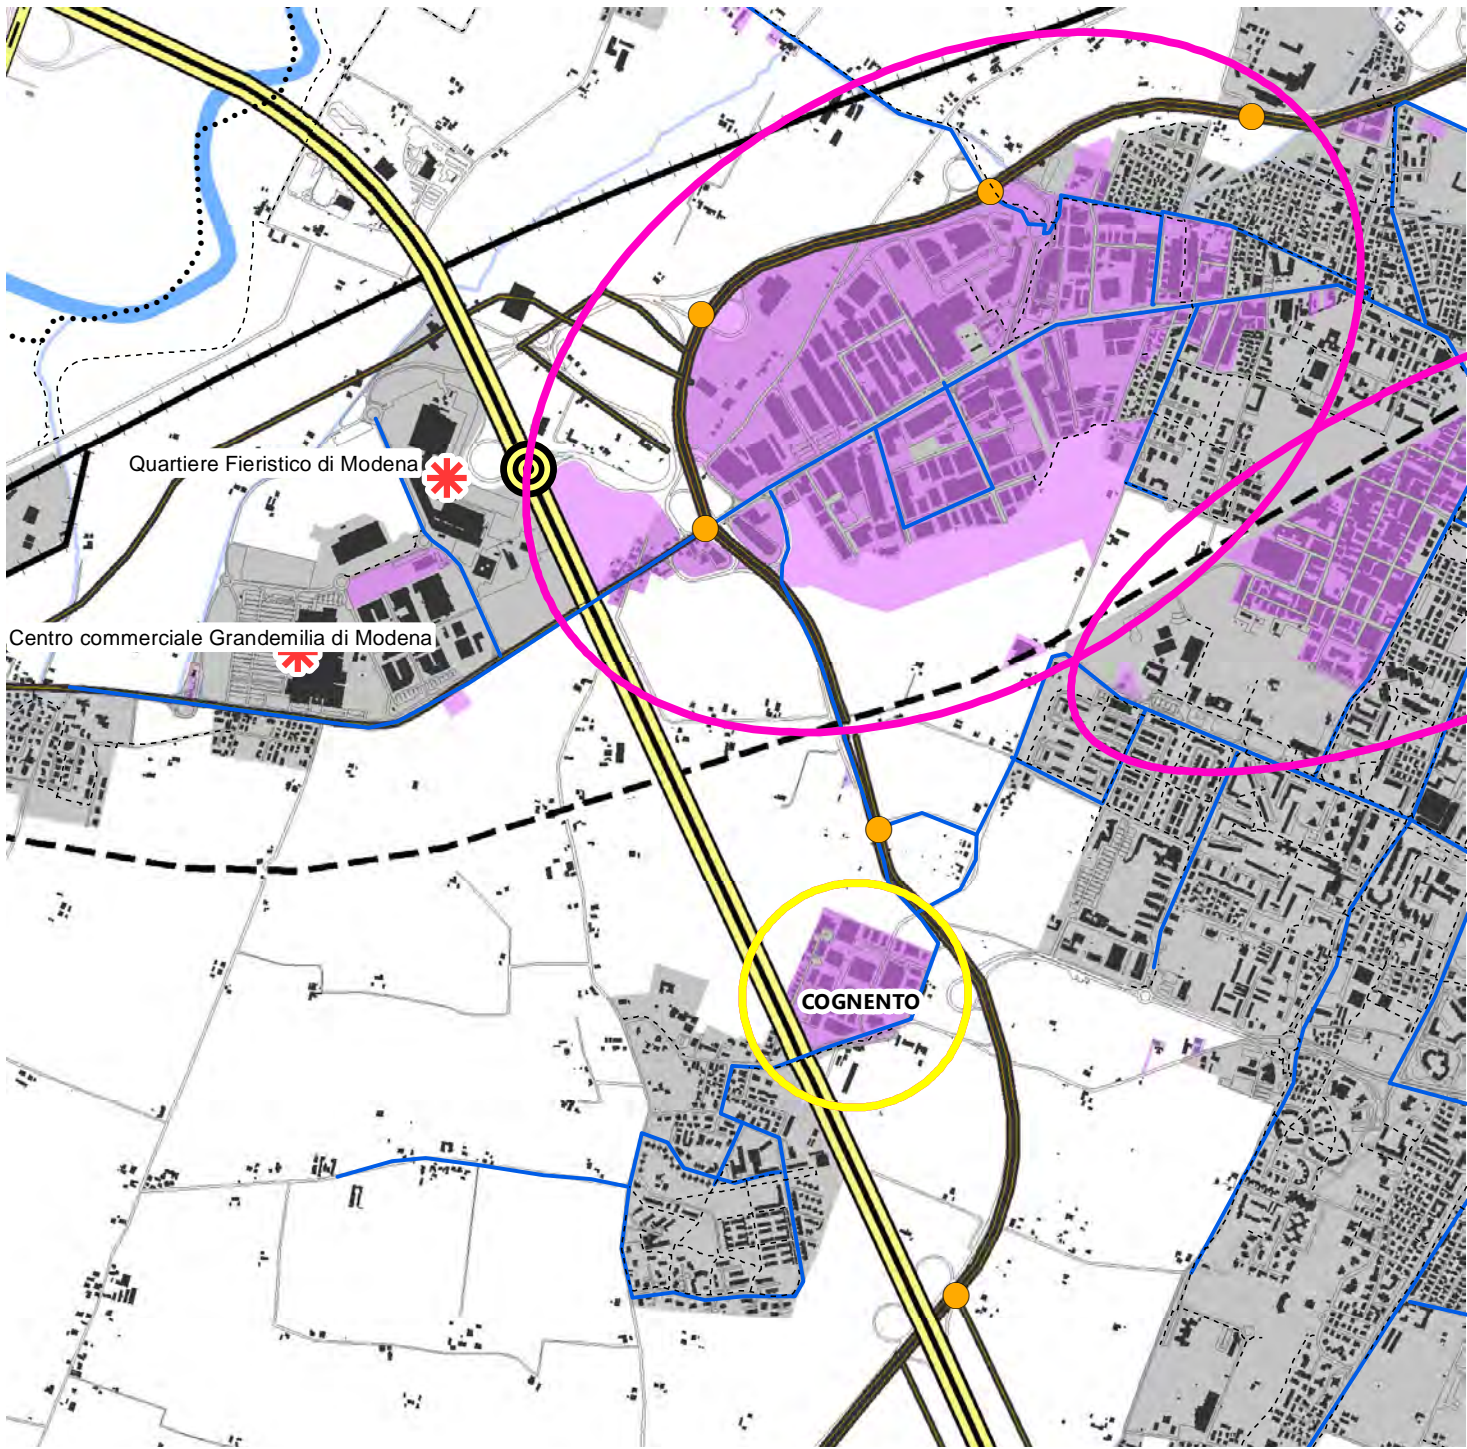 Quartiere Fieristico di Modena
Centro commerciale Grandemilia di Modena
COGNENTO